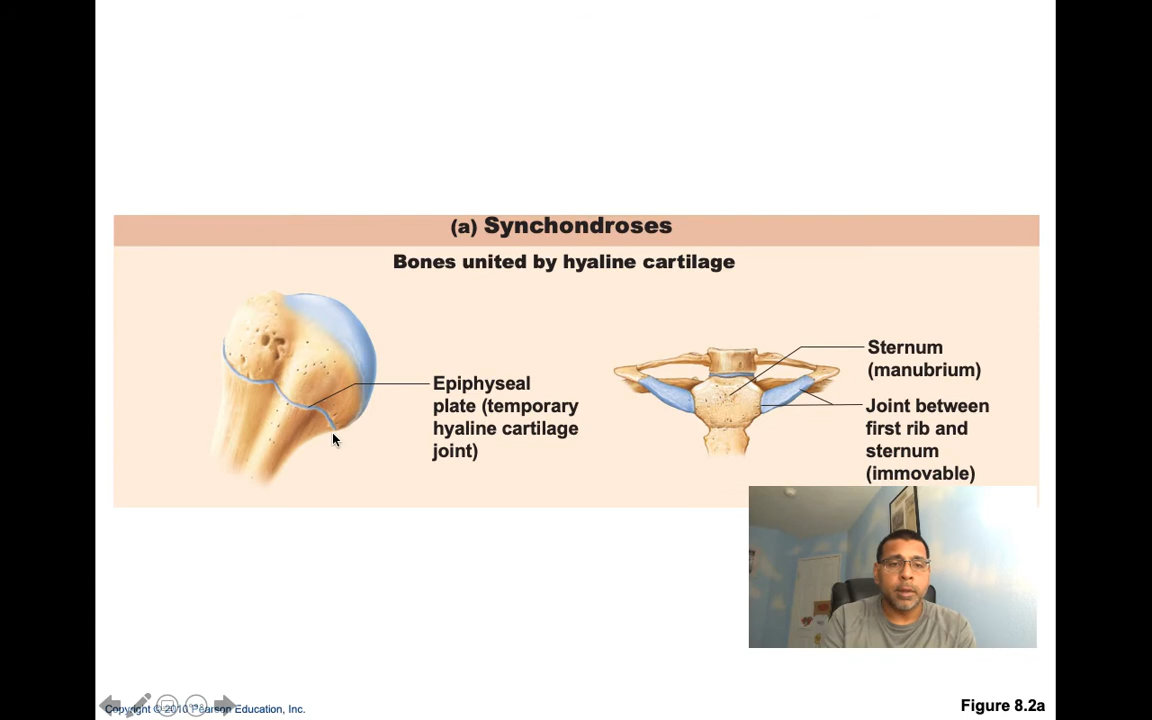 (a) Synchondroses
Bones united by hyaline cartilage
Epiphyseal
plate (temporary
hyaline cartilage
joint)
Sternum
(manubrium)
Joint between
first rib and
sternum
(immovable)
Copyright © 2010 Pearson Education, Inc.
Figure 8.2a